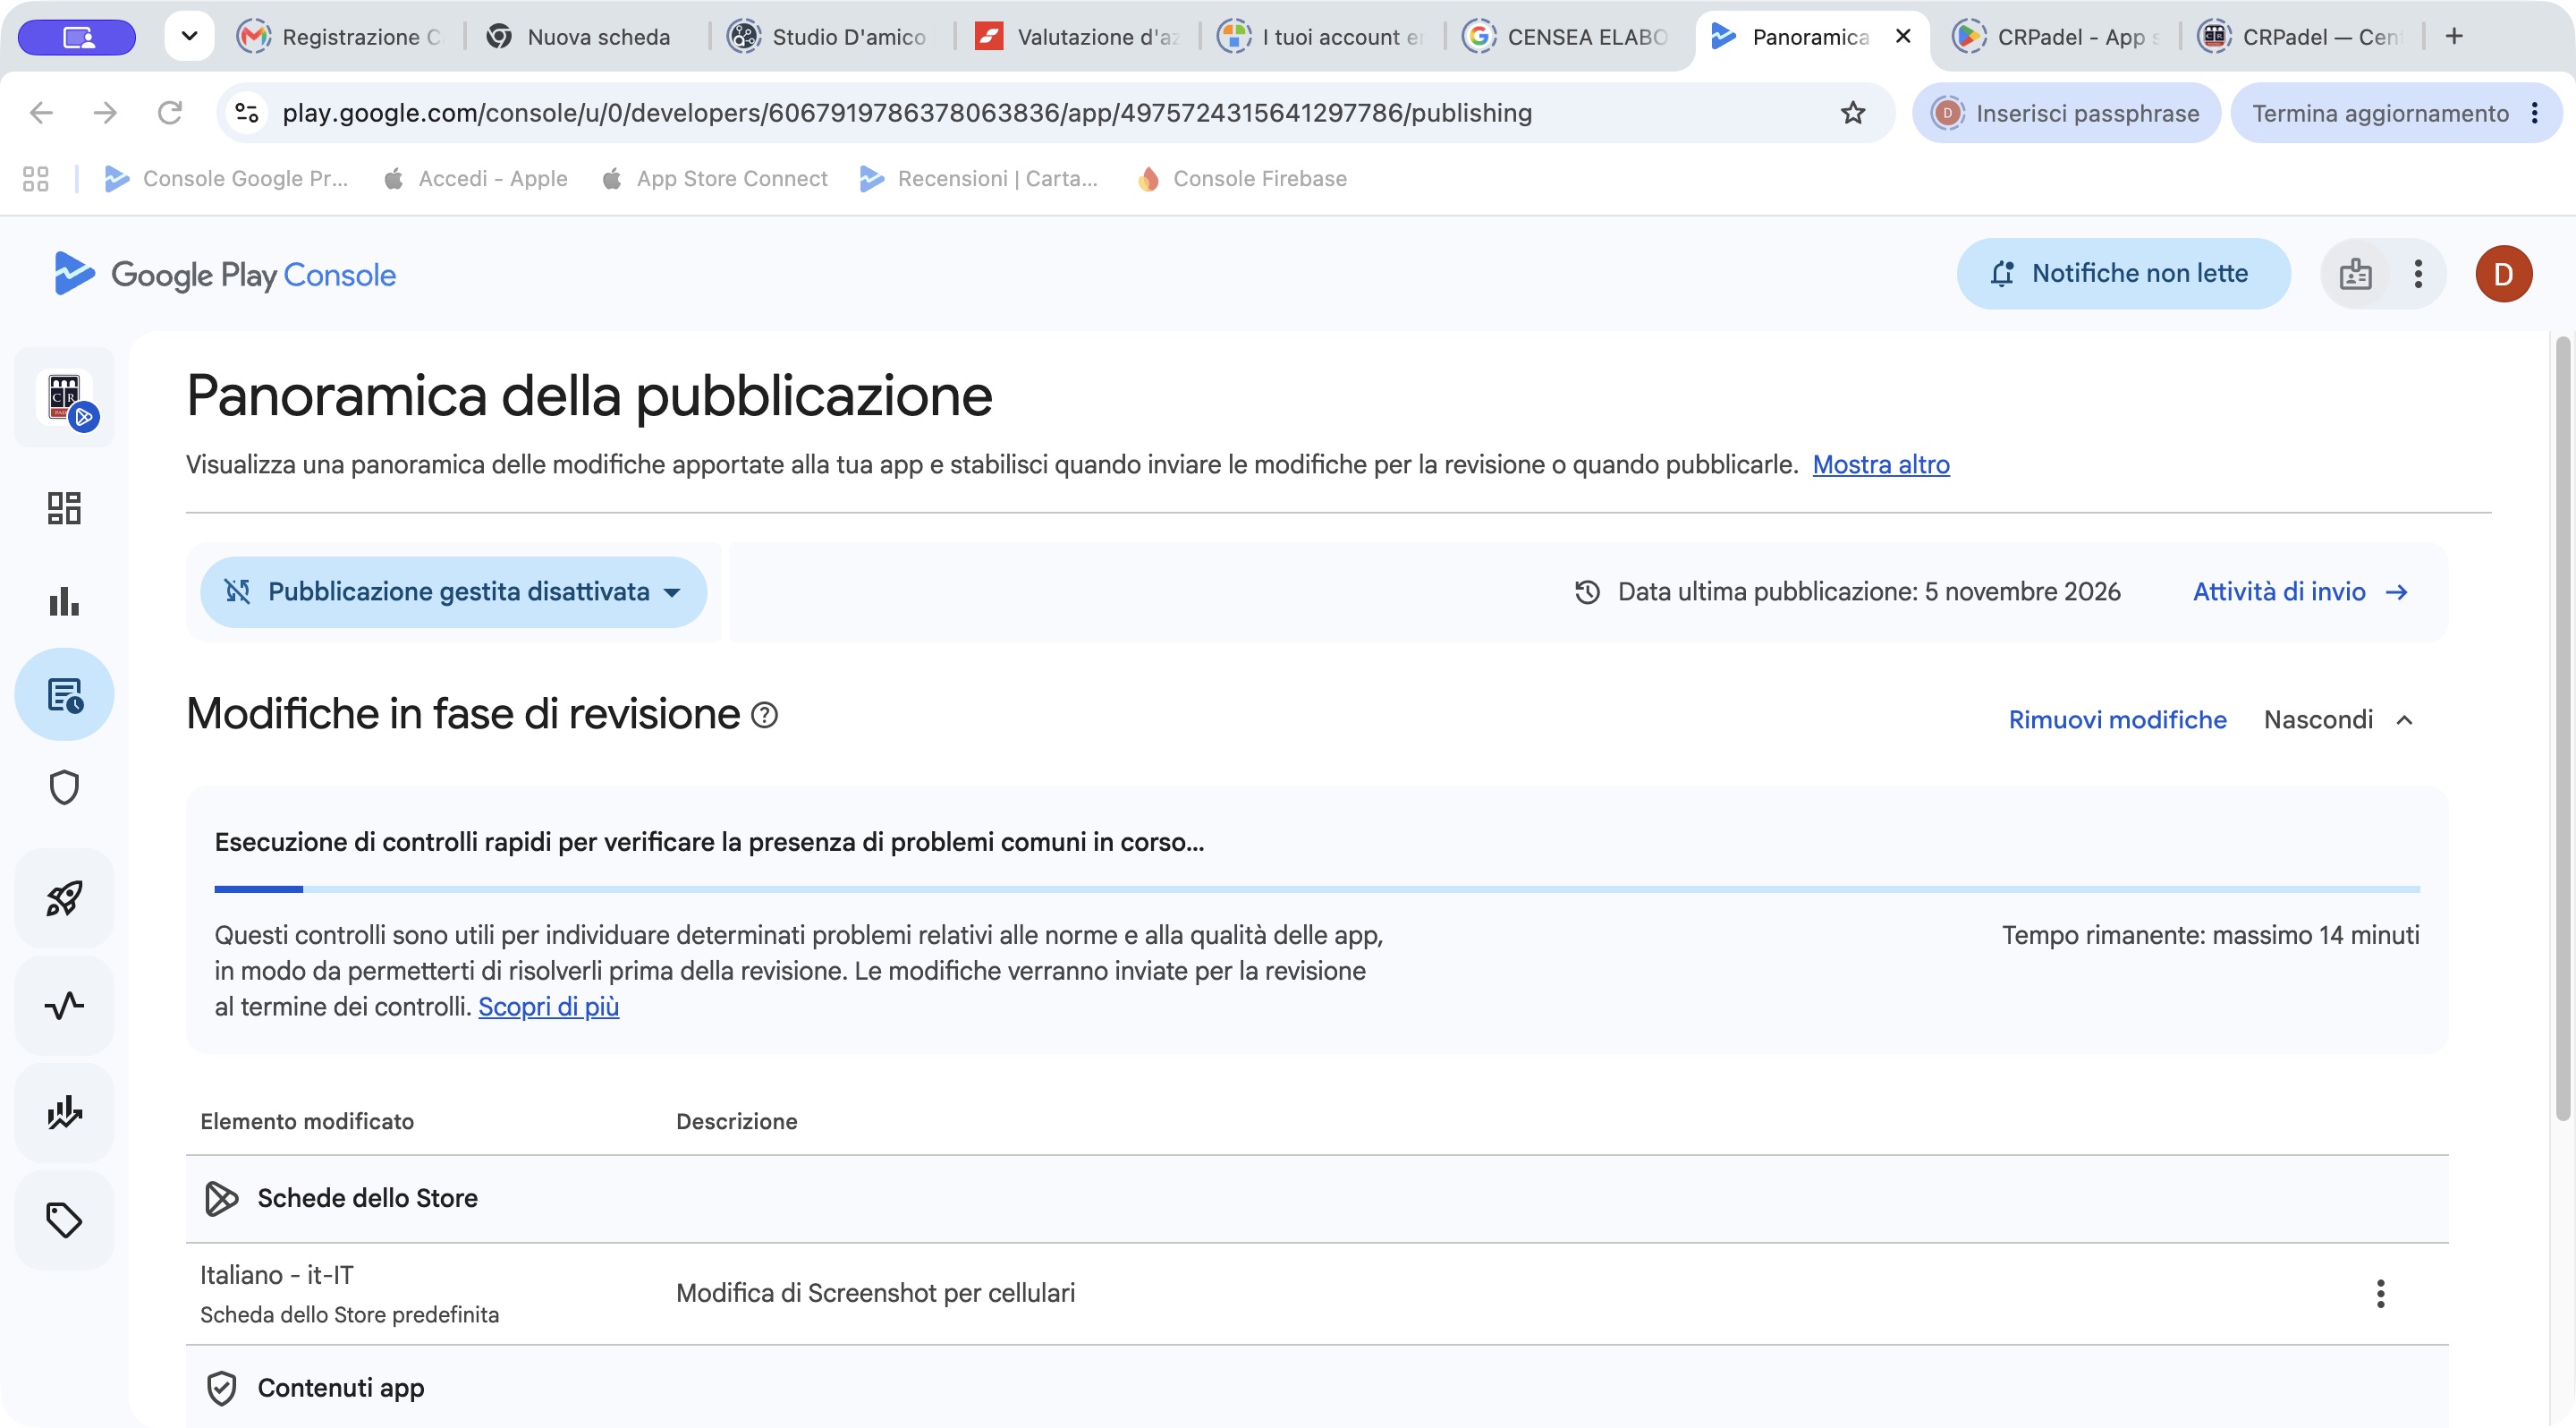 Registrazione C
Nuova scheda
Studio D'amico
Valutazione d'az
I tuoi account
CENSEA ELABO
Panoramica
CRPadel - App s
CRPadel — Cen
play.google.com/console/u/0/developers/6067919786378063836/app/4975724315641297786/publishing
D
Inserisci passphrase
Termina aggiornamento
Console Google Pr...
Accedi - Apple
App Store Connect
Recensioni | Carta...
Console Firebase
Google Play Console
Notifiche non lette
D
Panoramica della pubblicazione
Visualizza una panoramica delle modifiche apportate alla tua app e stabilisci quando inviare le modifiche per la revisione o quando pubblicarle. Mostra altro
Pubblicazione gestita disattivata
Data ultima pubblicazione: 5 novembre 2026
Attività di invio
Modifiche in fase di revisione
Rimuovi modifiche
Nascondi
Esecuzione di controlli rapidi per verificare la presenza di problemi comuni in corso...
Questi controlli sono utili per individuare determinati problemi relativi alle norme e alla qualità delle app,
in modo da permetterti di risolverli prima della revisione. Le modifiche verranno inviate per la revisione
al termine dei controlli. Scopri di più
Tempo rimanente: massimo 14 minuti
Elemento modificato
Descrizione
Schede dello Store
Italiano - it-IT
Scheda dello Store predefinita
Modifica di Screenshot per cellulari
Contenuti app